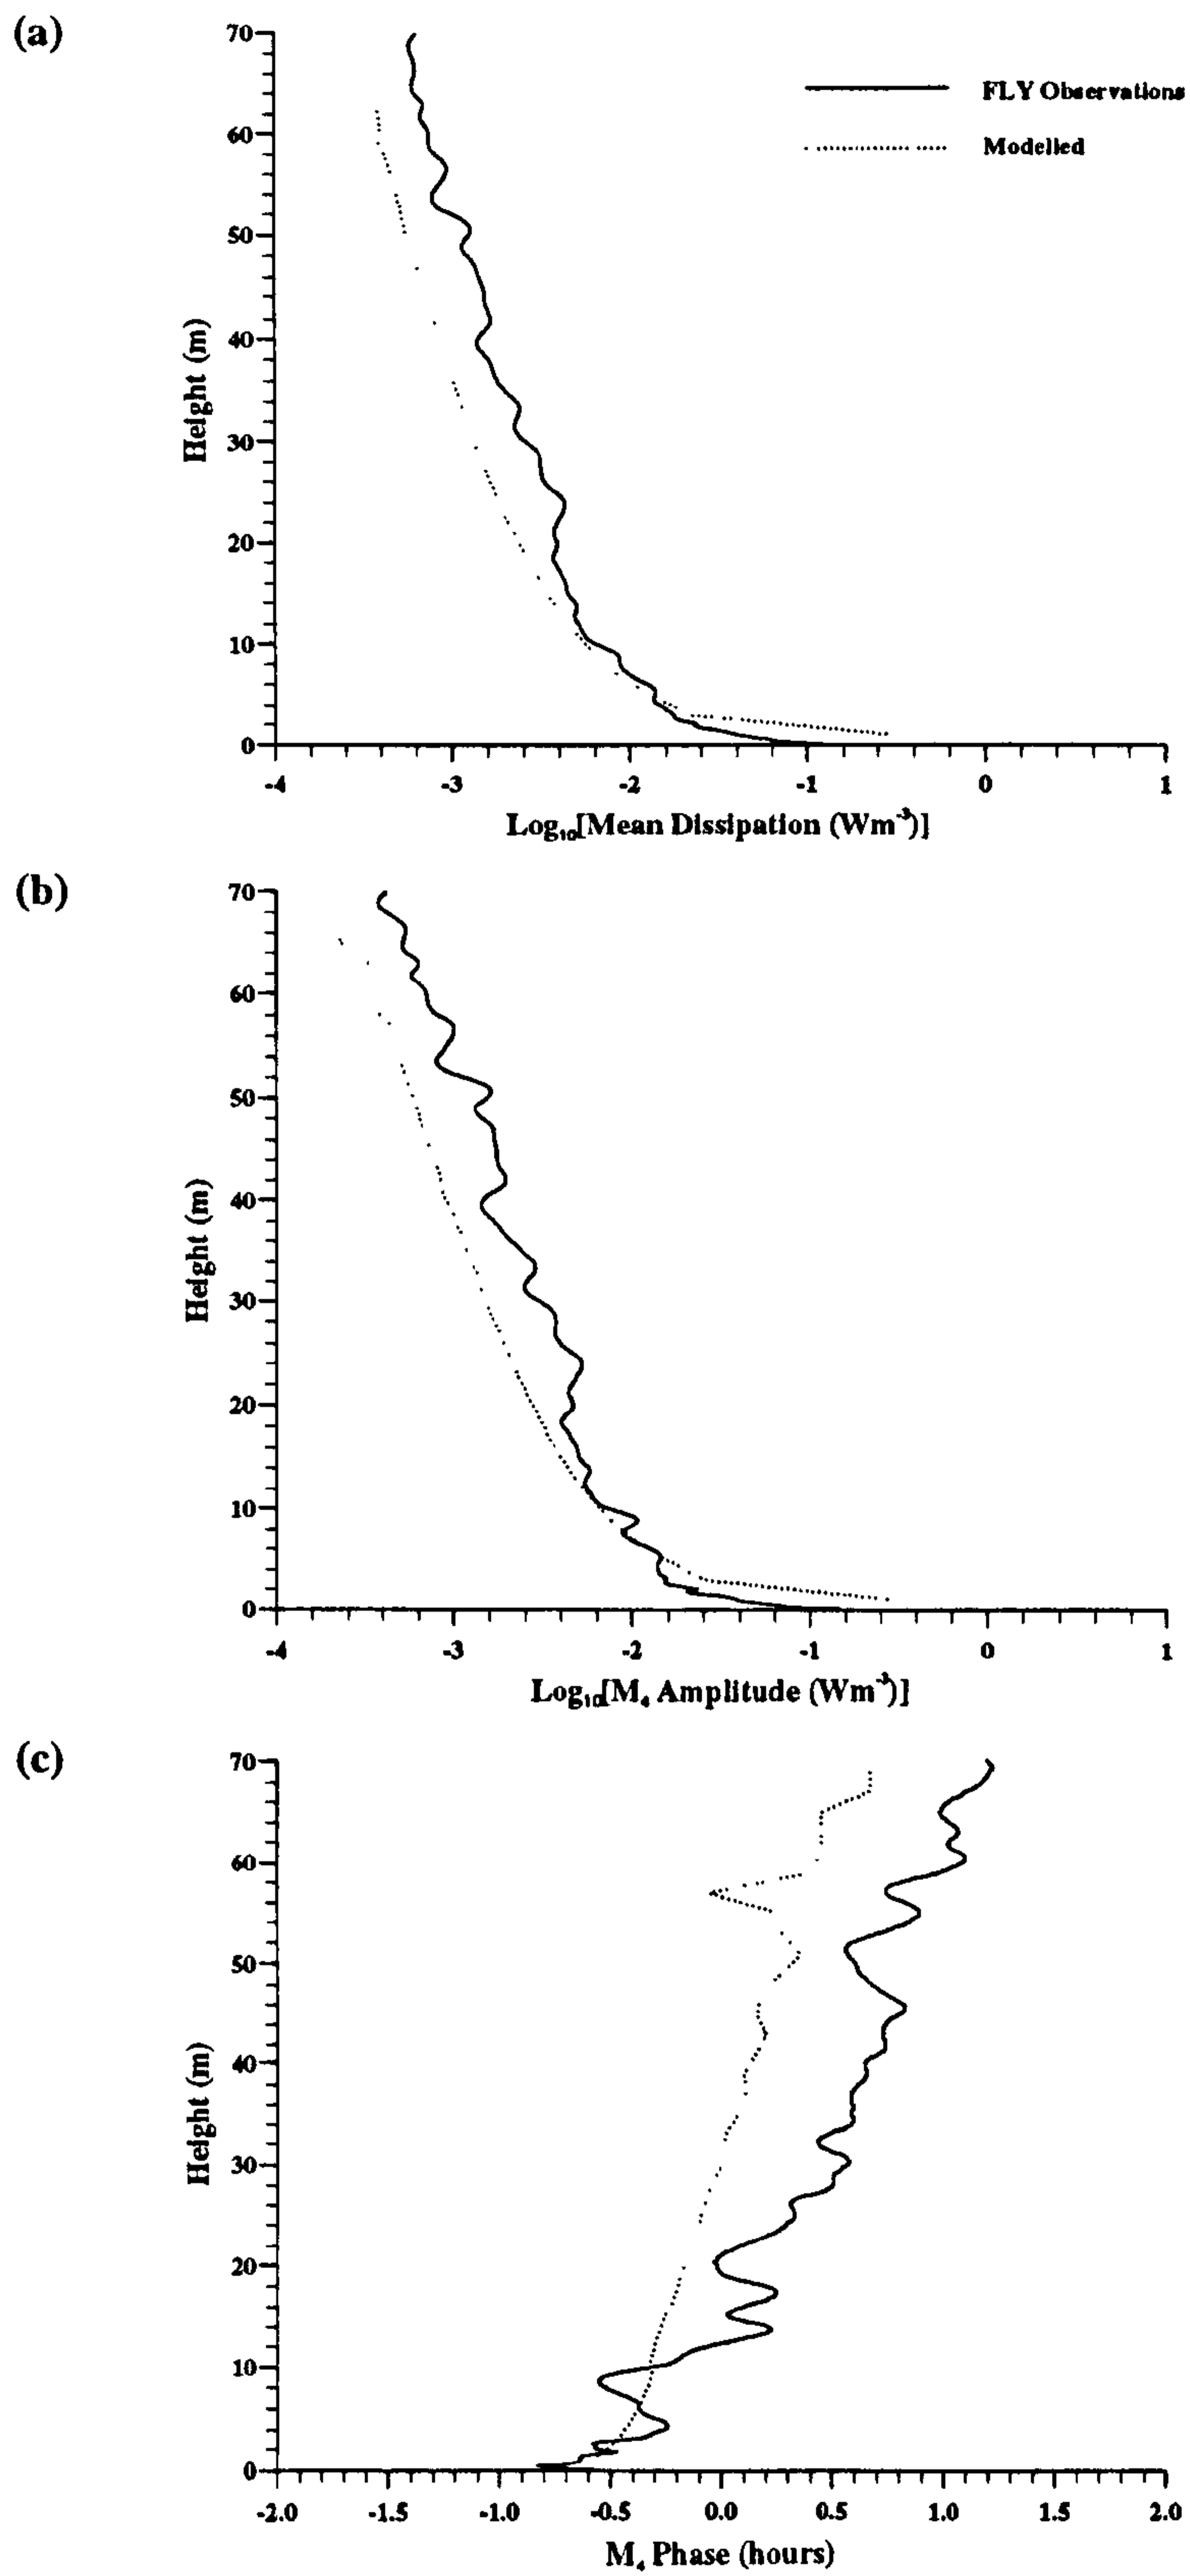 (a)
70
60
50
40
30
20
10
0
Height (m)
FLY Observations
Modelled
-4 -3 -2 -1 0 1
Log₁₀[Mean Dissipation (Wm⁻³)]
(b)
70
60
50
40
30
20
10
0
Height (m)
-4 -3 -2 -1 0 1
Log₁₀[M₄ Amplitude (Wm⁻³)]
(c)
70
60
50
40
30
20
10
0
Height (m)
-2.0 -1.5 -1.0 -0.5 0.0 0.5 1.0 1.5 2.0
M₄ Phase (hours)